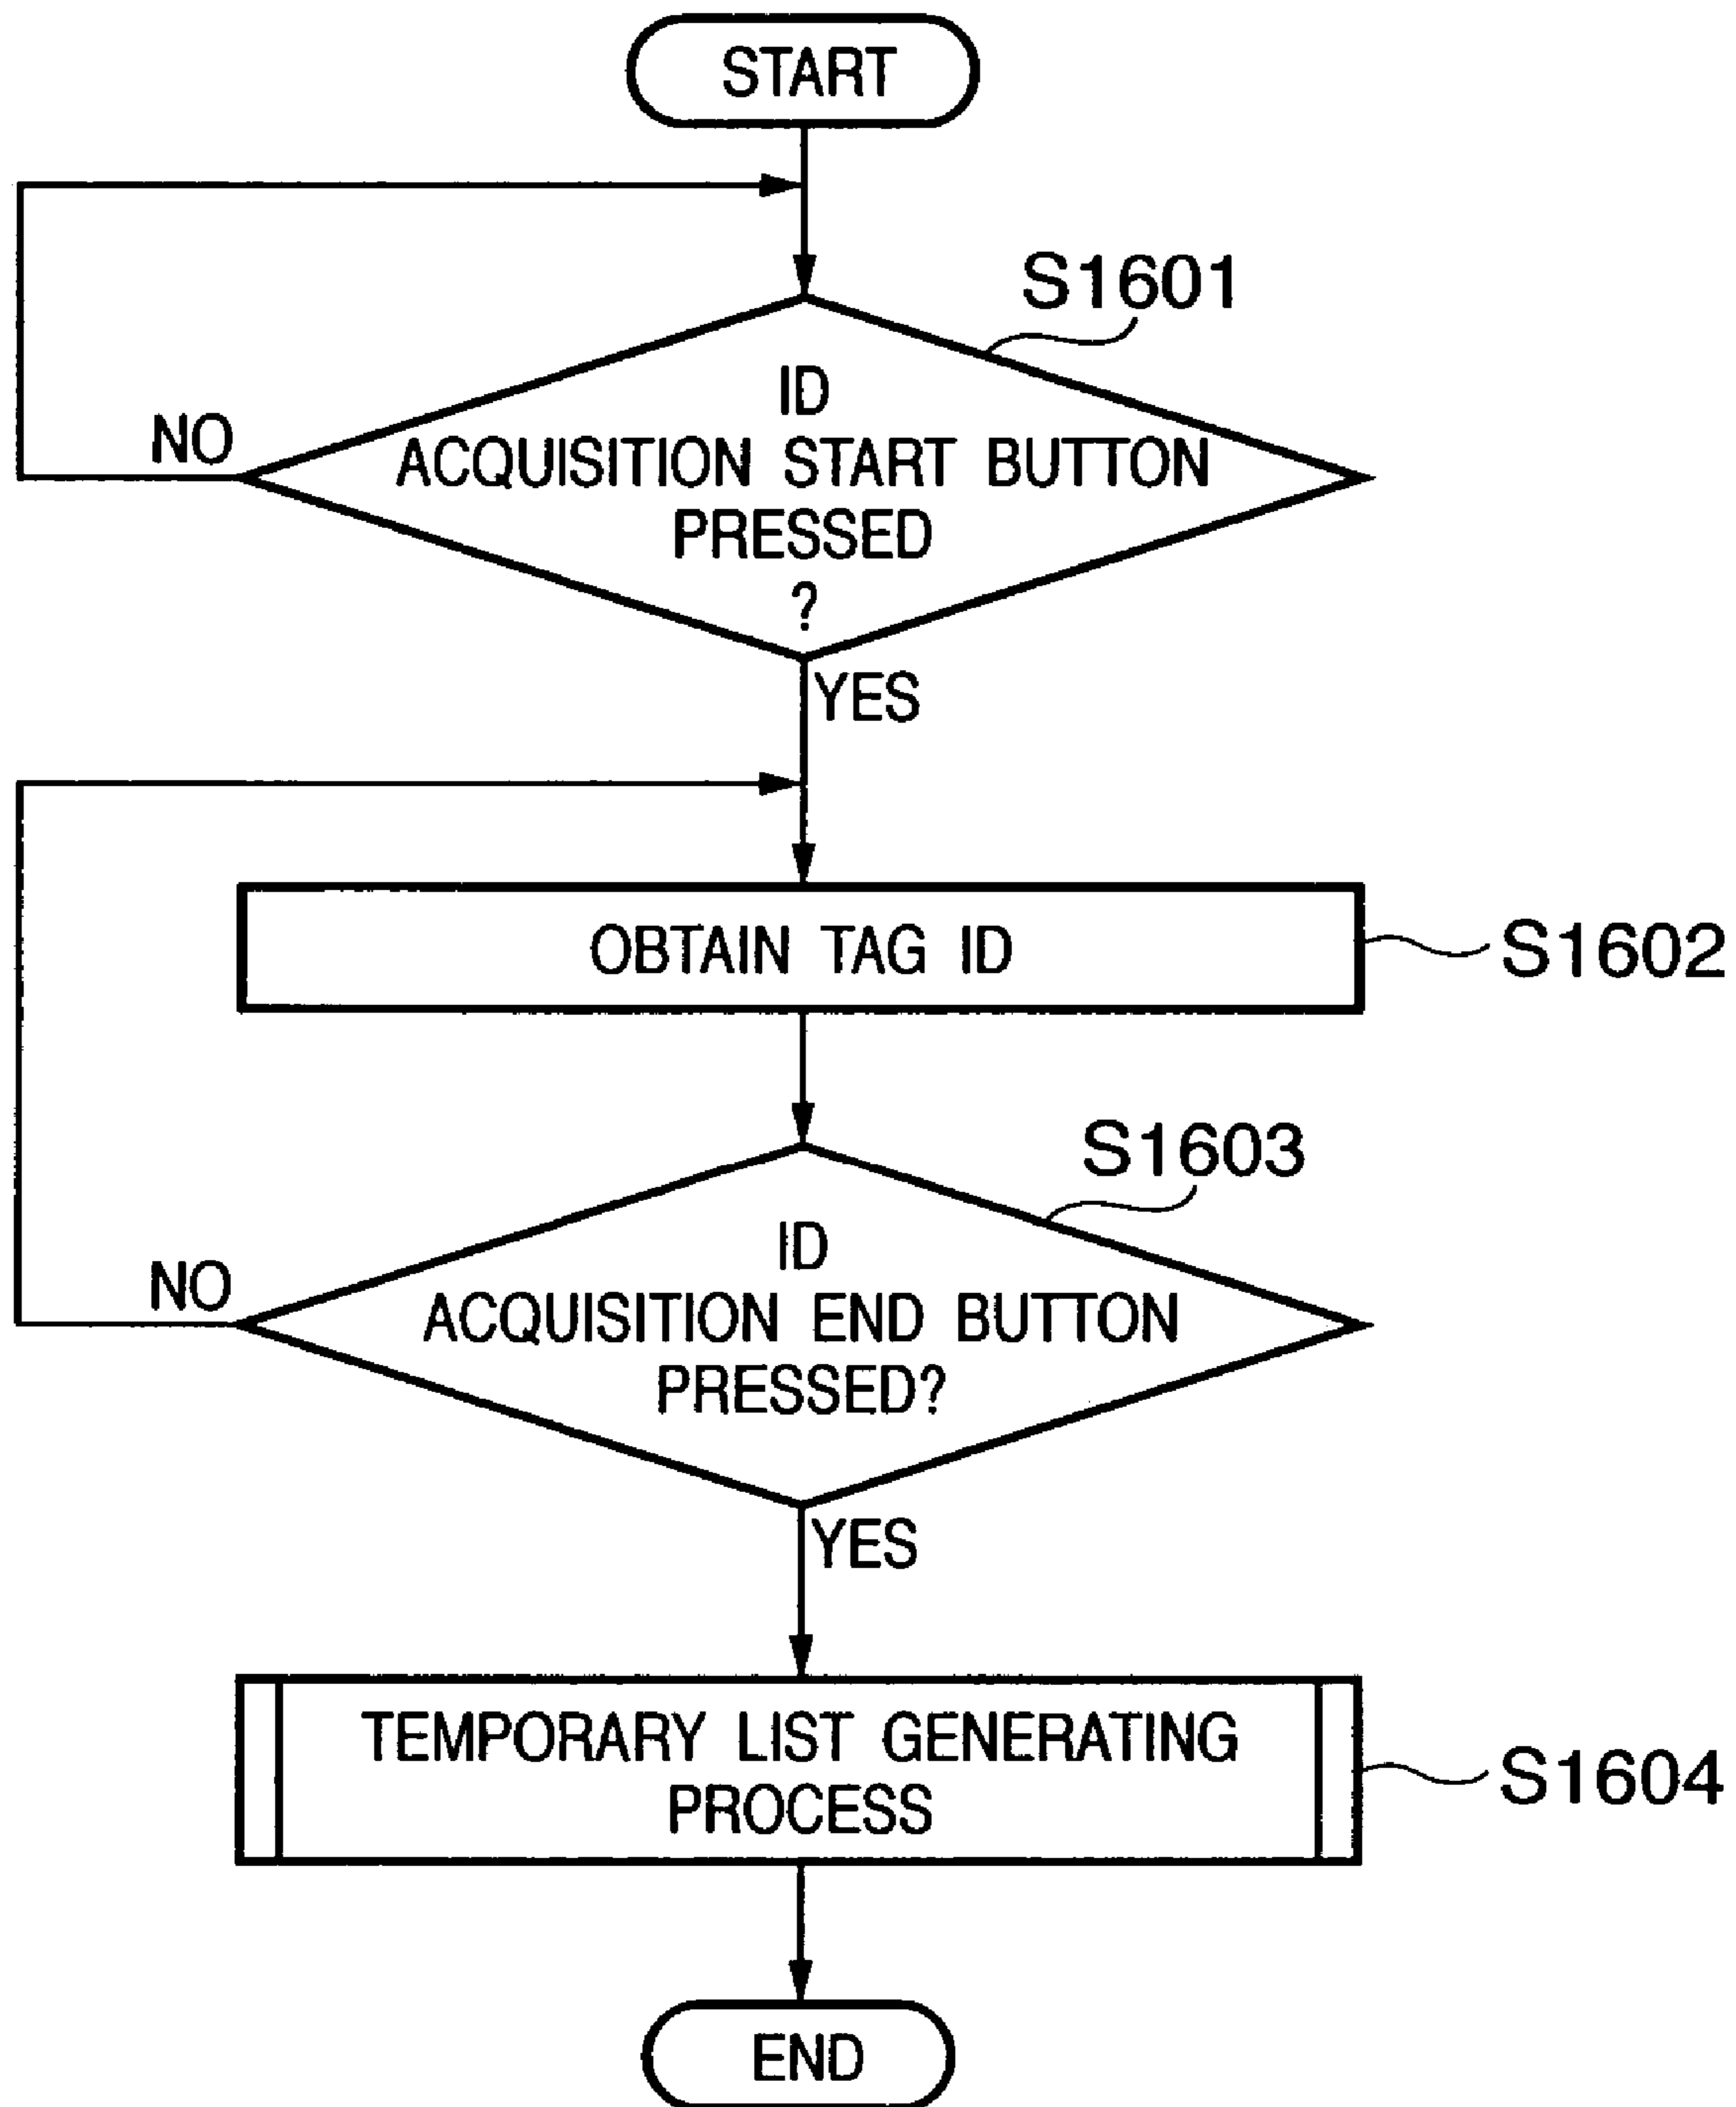 START
S1601
ID
ACQUISITION START BUTTON
PRESSED
?
NO
YES
OBTAIN TAG ID
S1602
S1603
ID
ACQUISITION END BUTTON
PRESSED?
NO
YES
TEMPORARY LIST GENERATING
PROCESS
S1604
END